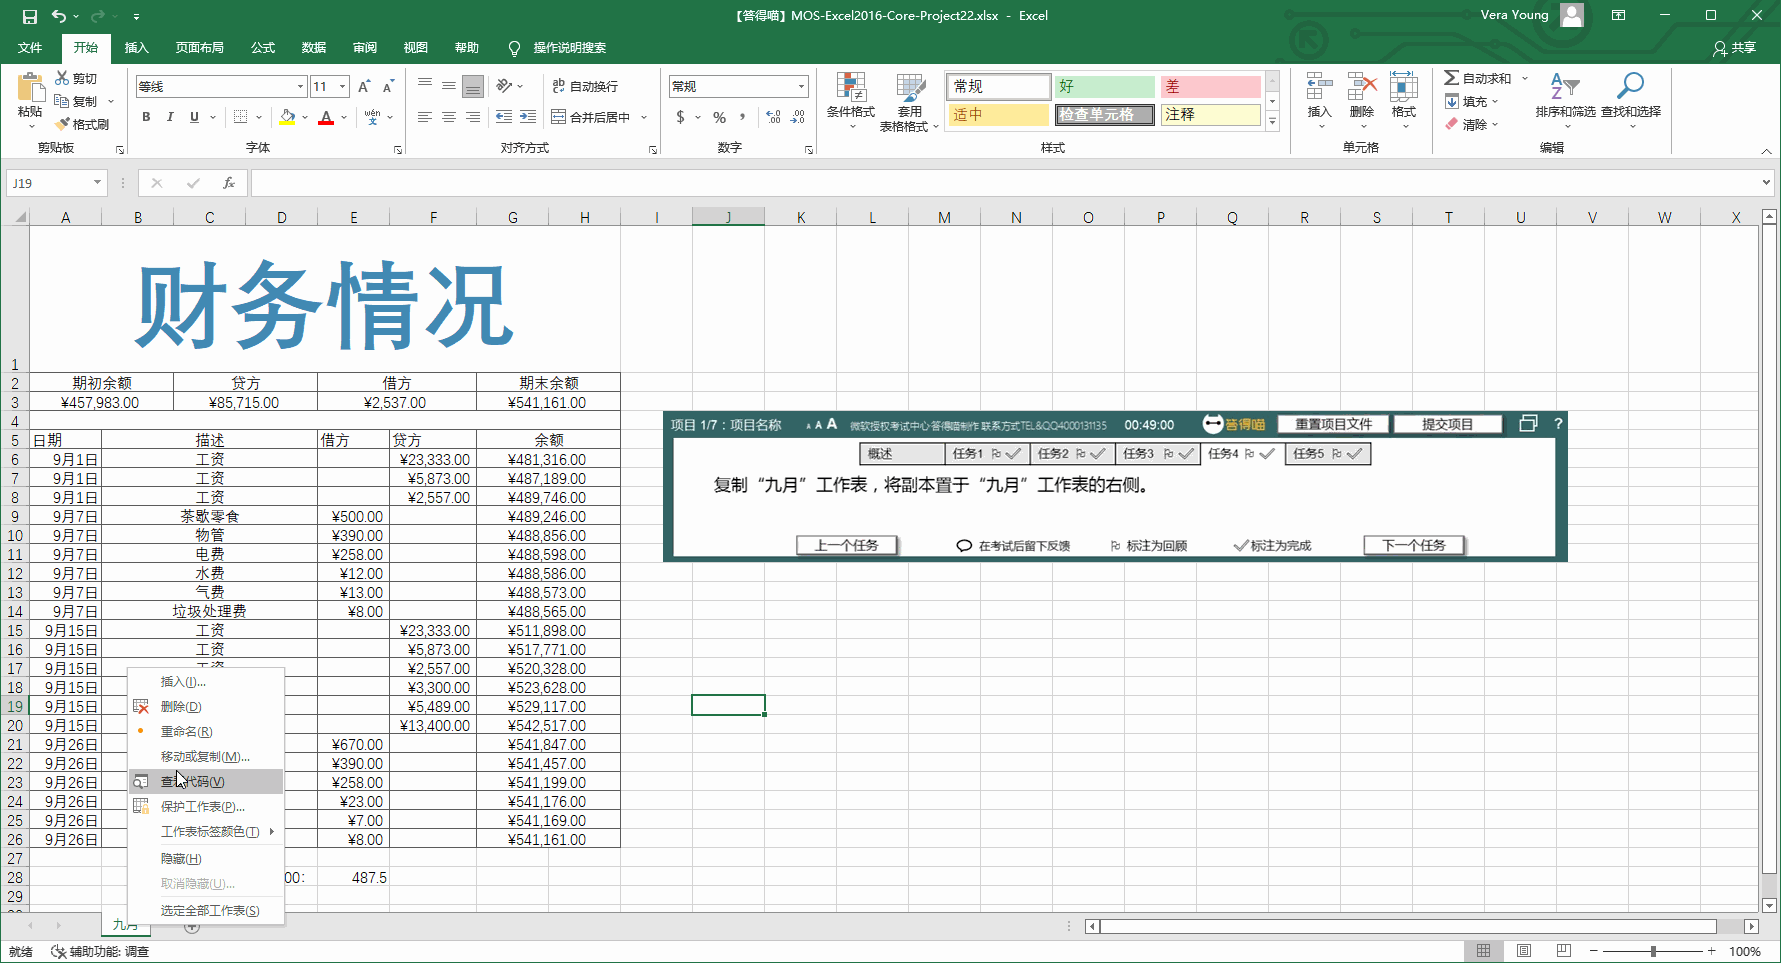 【答得喵】MOS-Excel2016-Core-Project22.xlsx - Excel
Vera Young
文件 开始 插入 页面布局 公式 数据 审阅 视图 帮助 操作说明搜索 共享
剪切
复制
格式刷
粘贴
剪贴板
等线 11
B I U A wén 文
字体
自动换行
合并后居中
对齐方式
常规
$ % ,
数字
条件格式
套用
表格格式
常规 好 差
适中 检查单元格 注释
样式
插入 删除 格式
单元格
自动求和
填充
清除
排序和筛选 查找和选择
编辑
J19
fx
A B C D E F G H I J K L M N O P Q R S T U V W X
财务情况
1
2 期初余额 贷方 借方 期末余额
3 ¥457,983.00 ¥85,715.00 ¥2,537.00 ¥541,161.00
4
5 日期 描述 借方 贷方 余额
6 9月1日 工资 ¥23,333.00 ¥481,316.00
7 9月1日 工资 ¥5,873.00 ¥487,189.00
8 9月1日 工资 ¥2,557.00 ¥489,746.00
9 9月7日 茶歇零食 ¥500.00 ¥489,246.00
10 9月7日 物管 ¥390.00 ¥488,856.00
11 9月7日 电费 ¥258.00 ¥488,598.00
12 9月7日 水费 ¥12.00 ¥488,586.00
13 9月7日 气费 ¥13.00 ¥488,573.00
14 9月7日 垃圾处理费 ¥8.00 ¥488,565.00
15 9月15日 工资 ¥23,333.00 ¥511,898.00
16 9月15日 工资 ¥5,873.00 ¥517,771.00
17 9月15日 工资 ¥2,557.00 ¥520,328.00
18 9月15日 ¥3,300.00 ¥523,628.00
19 9月15日 ¥5,489.00 ¥529,117.00
20 9月15日 ¥13,400.00 ¥542,517.00
21 9月26日 ¥670.00 ¥541,847.00
22 9月26日 ¥390.00 ¥541,457.00
23 9月26日 ¥258.00 ¥541,199.00
24 9月26日 ¥23.00 ¥541,176.00
25 9月26日 ¥7.00 ¥541,169.00
26 9月26日 ¥8.00 ¥541,161.00
27
28 00: 487.5
29
插入(I)...
删除(D)
重命名(R)
移动或复制(M)...
查看代码(V)
保护工作表(P)...
工作表标签颜色(T)
隐藏(H)
取消隐藏(U)...
选定全部工作表(S)
项目 1/7：项目名称 A A A 微软授权考试中心·答得喵制作 联系方式TEL&QQ4000131135 00:49:00 答得喵 重置项目文件 提交项目 ?
概述 任务1 任务2 任务3 任务4 任务5
复制“九月”工作表，将副本置于“九月”工作表的右侧。
上一个任务 在考试后留下反馈 标注为回顾 标注为完成 下一个任务
九月
就绪 辅助功能: 调查 100%